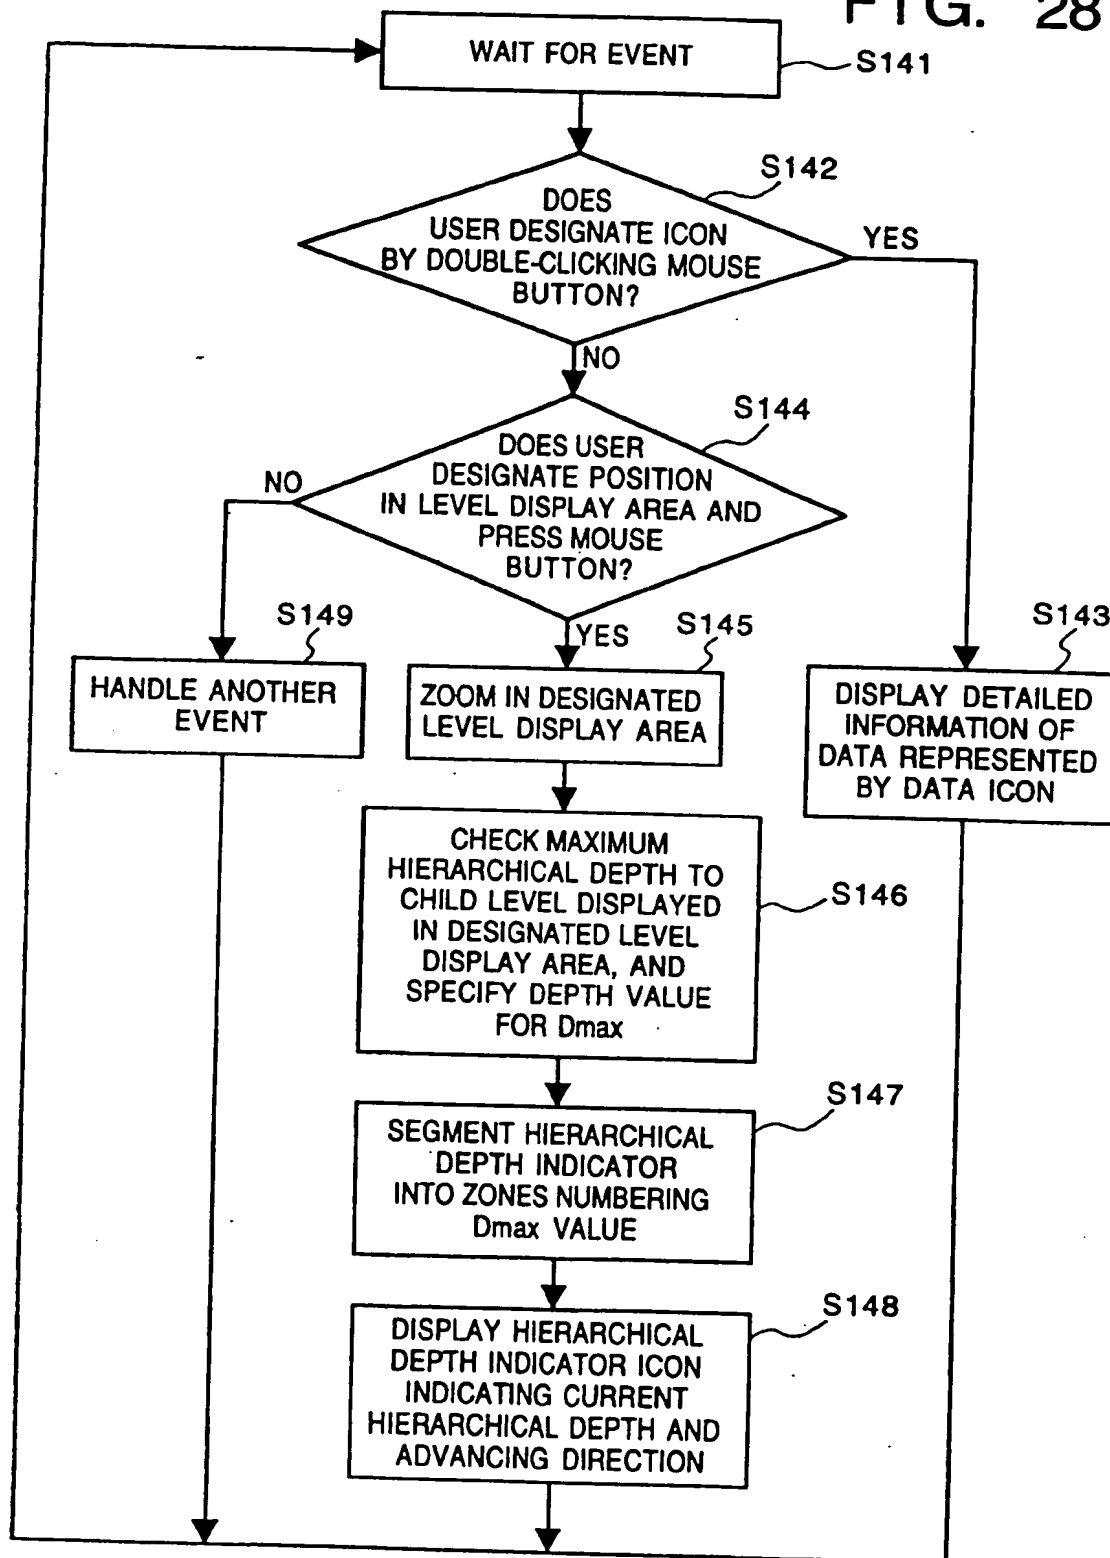 FIG. 28
WAIT FOR EVENT
S141
S142
DOES
USER DESIGNATE ICON
BY DOUBLE-CLICKING MOUSE
BUTTON?
YES
NO
S144
DOES USER
DESIGNATE POSITION
IN LEVEL DISPLAY AREA AND
PRESS MOUSE
BUTTON?
NO
YES
S149
HANDLE ANOTHER
EVENT
S145
ZOOM IN DESIGNATED
LEVEL DISPLAY AREA
S143
DISPLAY DETAILED
INFORMATION OF
DATA REPRESENTED
BY DATA ICON
CHECK MAXIMUM
HIERARCHICAL DEPTH TO
CHILD LEVEL DISPLAYED
IN DESIGNATED LEVEL
DISPLAY AREA, AND
SPECIFY DEPTH VALUE
FOR Dmax
S146
SEGMENT HIERARCHICAL
DEPTH INDICATOR
INTO ZONES NUMBERING
Dmax VALUE
S147
DISPLAY HIERARCHICAL
DEPTH INDICATOR ICON
INDICATING CURRENT
HIERARCHICAL DEPTH AND
ADVANCING DIRECTION
S148